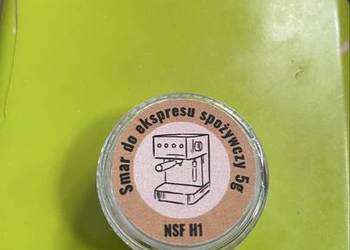 Smar do ekspresu spożywczy 5g
NSF H1